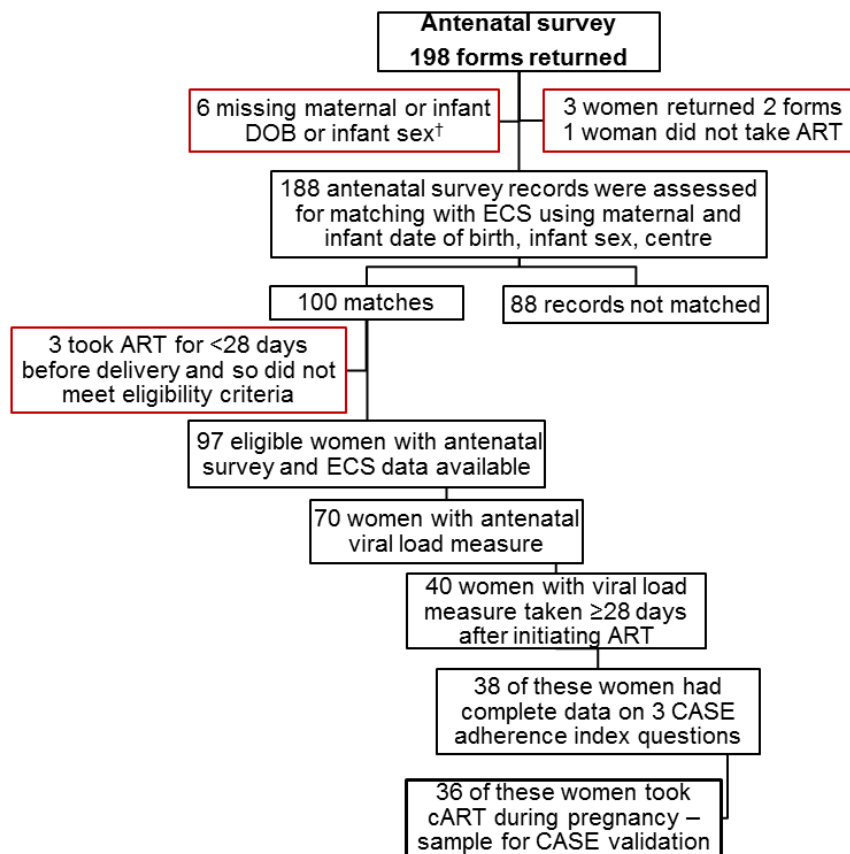 Antenatal survey
198 forms returned
6 missing maternal or infant
DOB or infant sex†
3 women returned 2 forms
1 woman did not take ART
188 antenatal survey records were assessed
for matching with ECS using maternal and
infant date of birth, infant sex, centre
100 matches
88 records not matched
3 took ART for <28 days
before delivery and so did not
meet eligibility criteria
97 eligible women with antenatal
survey and ECS data available
70 women with antenatal
viral load measure
40 women with viral load
measure taken ≥28 days
after initiating ART
38 of these women had
complete data on 3 CASE
adherence index questions
36 of these women took
cART during pregnancy –
sample for CASE validation